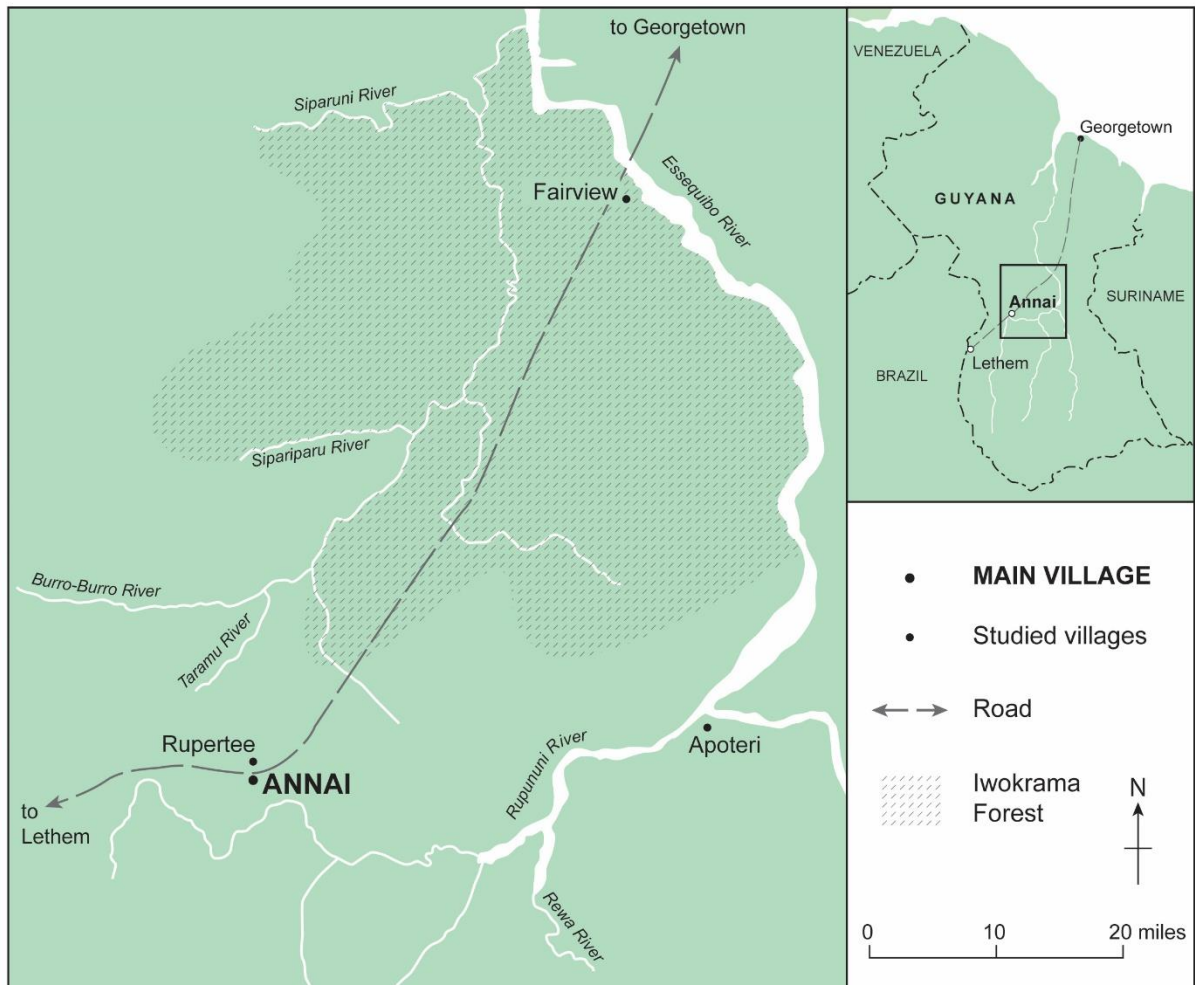 to Georgetown
Siparuni River
Fairview
Essequibo River
Sipariparu River
Burro-Burro River
Taramu River
Rupertee
ANNAI
to
Lethem
Rupununi River
Apoteri
Rewa River
VENEZUELA
Georgetown
GUYANA
Annai
SURINAME
Lethem
BRAZIL
MAIN VILLAGE
Studied villages
Road
Iwokrama
Forest
N
0 10 20 miles